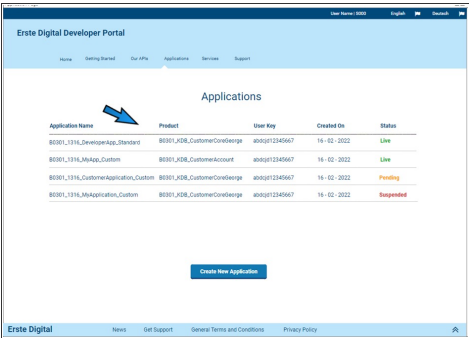 User Name | S000 English Deutsch
Erste Digital Developer Portal
Home Getting Started Our APIs Applications Services Support
Applications
Application Name Product User Key Created On Status
B0301_1316_DeveloperApp_Standard B0301_KDB_CustomerCoreGeorge abdcjd12345667 16 - 02 - 2022 Live
B0301_1316_MyApp_Custom B0301_KDB_CustomerAccount abdcjd12345667 16 - 02 - 2022 Live
B0301_1316_CustomerApplication_Custom B0301_KDB_CustomerCoreGeorge abdcjd12345667 16 - 02 - 2022 Pending
B0301_1316_MyApplication_Custom B0301_KDB_CustomerCoreGeorge abdcjd12345667 16 - 02 - 2022 Suspended
Create New Application
Erste Digital News Get Support General Terms and Conditions Privacy Policy